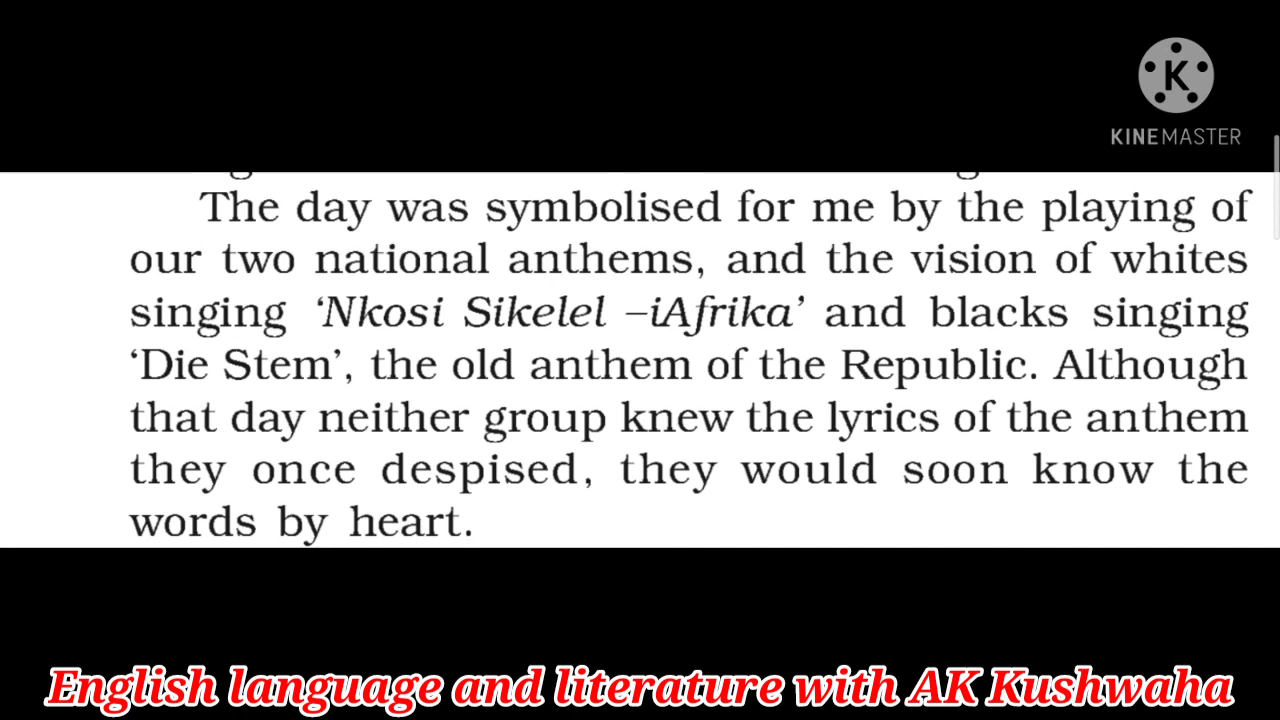 KINEMASTER
The day was symbolised for me by the playing of
our two national anthems, and the vision of whites
singing ‘Nkosi Sikelel –iAfrika’ and blacks singing
‘Die Stem’, the old anthem of the Republic. Although
that day neither group knew the lyrics of the anthem
they once despised, they would soon know the
words by heart.
English language and literature with AK Kushwaha